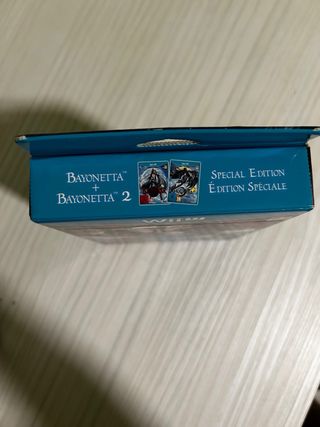 BAYONETTA™
+
BAYONETTA™ 2
SPECIAL EDITION
ÉDITION SPÉCIALE